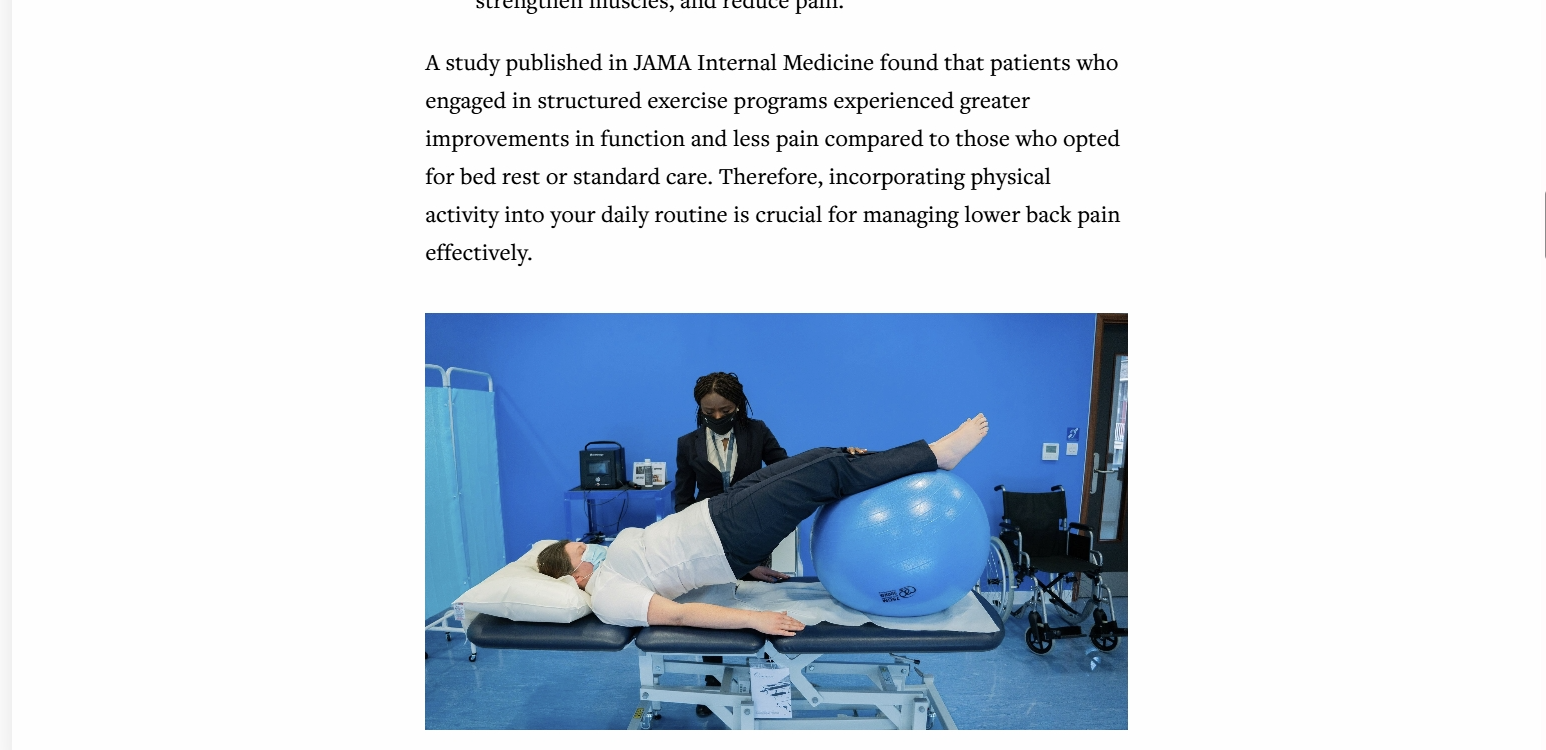 strengthen muscles, and reduce pain.
A study published in JAMA Internal Medicine found that patients who
engaged in structured exercise programs experienced greater
improvements in function and less pain compared to those who opted
for bed rest or standard care. Therefore, incorporating physical
activity into your daily routine is crucial for managing lower back pain
effectively.